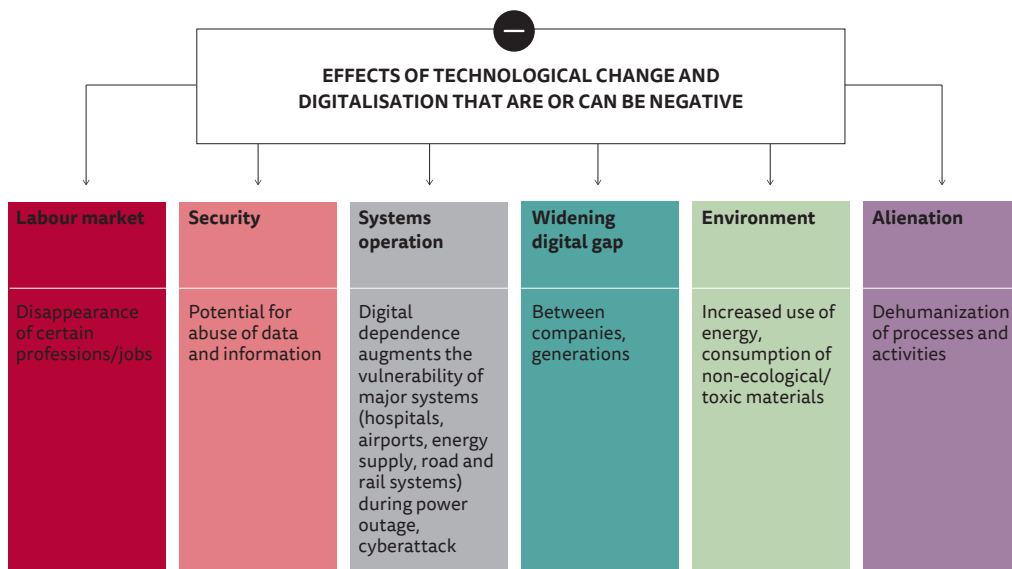 EFFECTS OF TECHNOLOGICAL CHANGE AND
DIGITALISATION THAT ARE OR CAN BE NEGATIVE
Labour market
Disappearance
of certain
professions/jobs
Security
Potential for
abuse of data
and information
Systems
operation
Digital
dependence
augments the
vulnerability of
major systems
(hospitals,
airports, energy
supply, road and
rail systems)
during power
outage,
cyberattack
Widening
digital gap
Between
companies,
generations
Environment
Increased use of
energy,
consumption of
non-ecological/
toxic materials
Alienation
Dehumanization
of processes and
activities